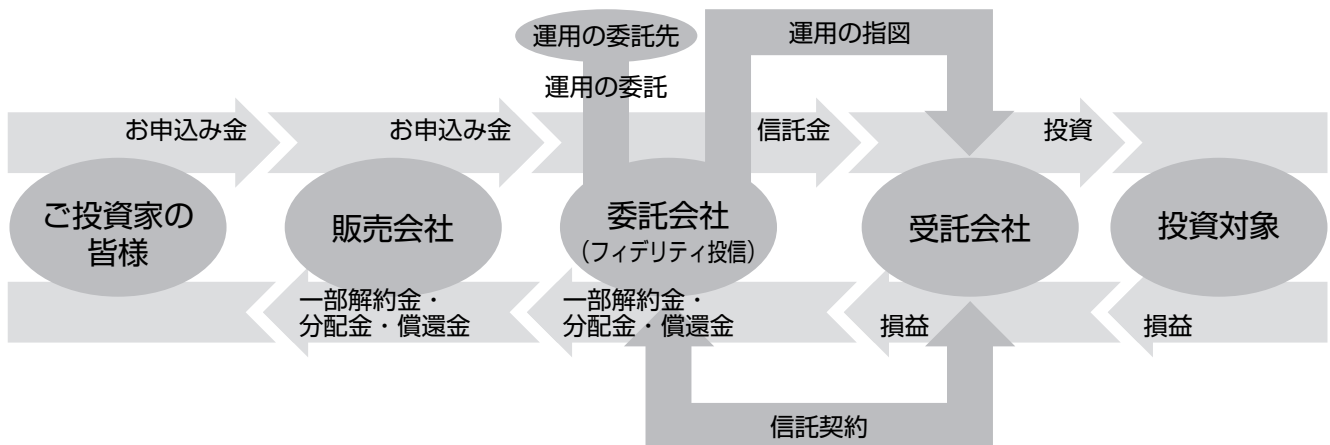 運用の委託先
運用の指図
運用の委託
お申込み金
お申込み金
信託金
投資
ご投資家の
皆様
販売会社
委託会社
(フィデリティ投信)
受託会社
投資対象
一部解約金・
分配金・償還金
一部解約金・
分配金・償還金
損益
損益
信託契約